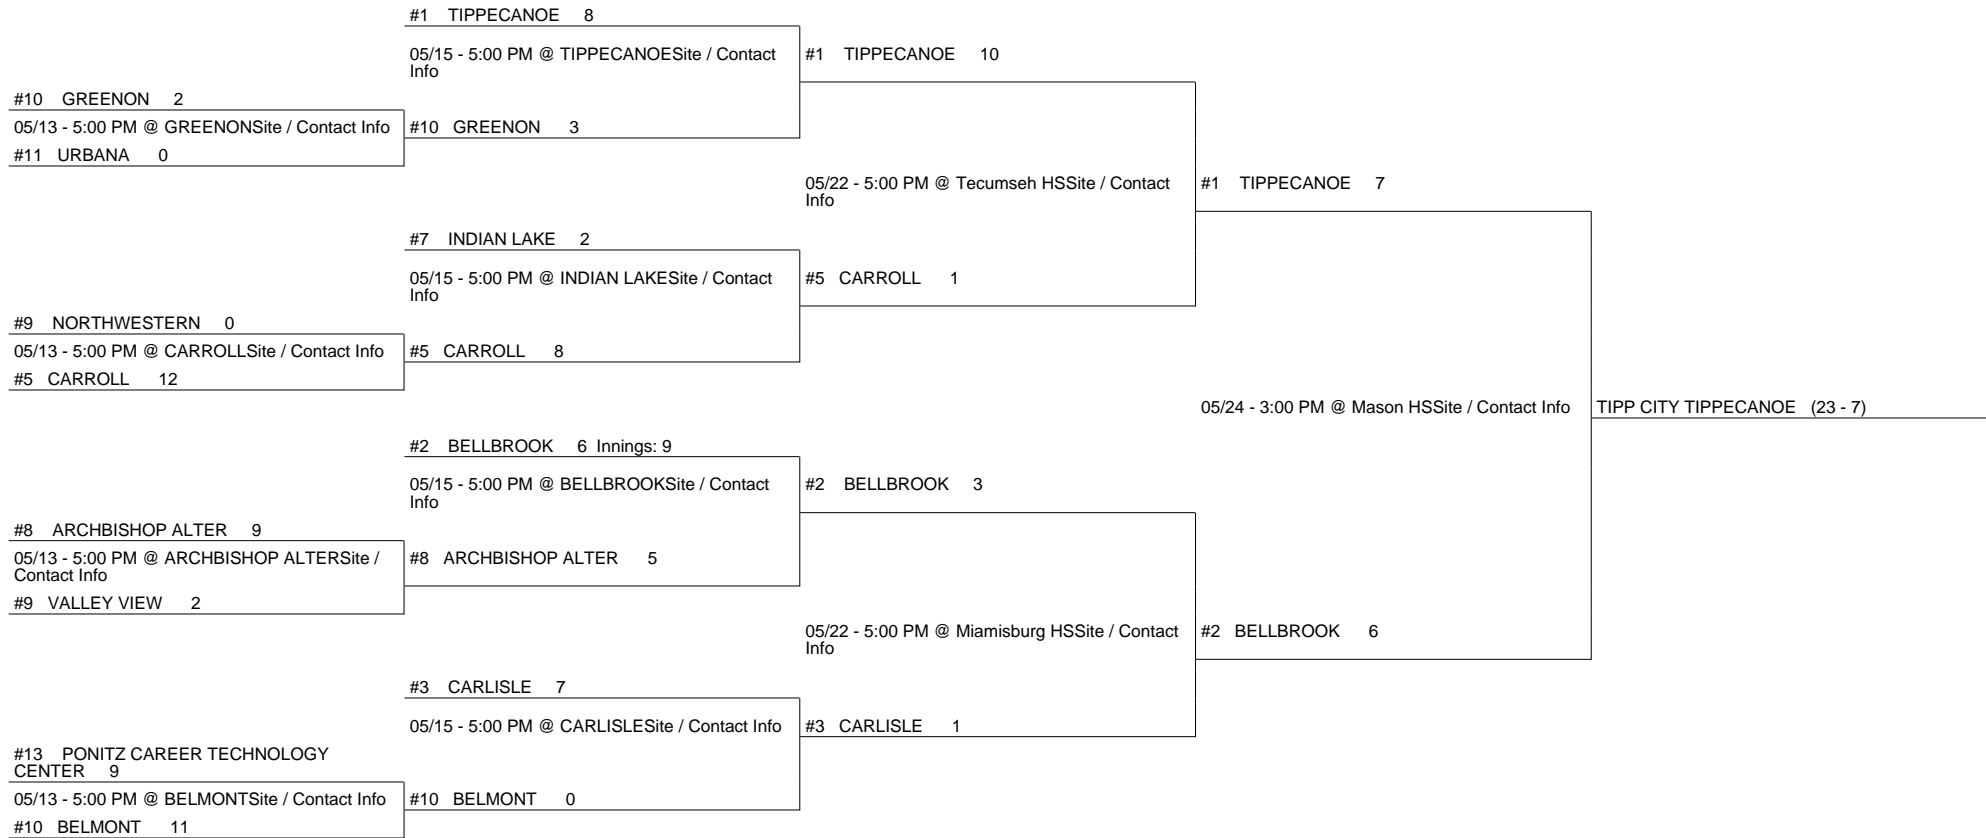 #1 TIPPECANOE 8
05/15 - 5:00 PM @ TIPPECANOESite / Contact
Info
#1 TIPPECANOE 10
#10 GREENON 2
05/13 - 5:00 PM @ GREENONSite / Contact Info
#10 GREENON 3
#11 URBANA 0
05/22 - 5:00 PM @ Tecumseh HSSite / Contact
Info
#1 TIPPECANOE 7
#7 INDIAN LAKE 2
05/15 - 5:00 PM @ INDIAN LAKESite / Contact
Info
#5 CARROLL 1
#9 NORTHWESTERN 0
05/13 - 5:00 PM @ CARROLLSite / Contact Info
#5 CARROLL 8
#5 CARROLL 12
05/24 - 3:00 PM @ Mason HSSite / Contact Info
TIPP CITY TIPPECANOE (23 - 7)
#2 BELLBROOK 6 Innings: 9
05/15 - 5:00 PM @ BELLBROOKSite / Contact
Info
#2 BELLBROOK 3
#8 ARCHBISHOP ALTER 9
05/13 - 5:00 PM @ ARCHBISHOP ALTERSite /
Contact Info
#8 ARCHBISHOP ALTER 5
#9 VALLEY VIEW 2
05/22 - 5:00 PM @ Miamisburg HSSite / Contact
Info
#2 BELLBROOK 6
#3 CARLISLE 7
05/15 - 5:00 PM @ CARLISLESite / Contact Info
#3 CARLISLE 1
#13 PONITZ CAREER TECHNOLOGY
CENTER 9
05/13 - 5:00 PM @ BELMONTSite / Contact Info
#10 BELMONT 0
#10 BELMONT 11